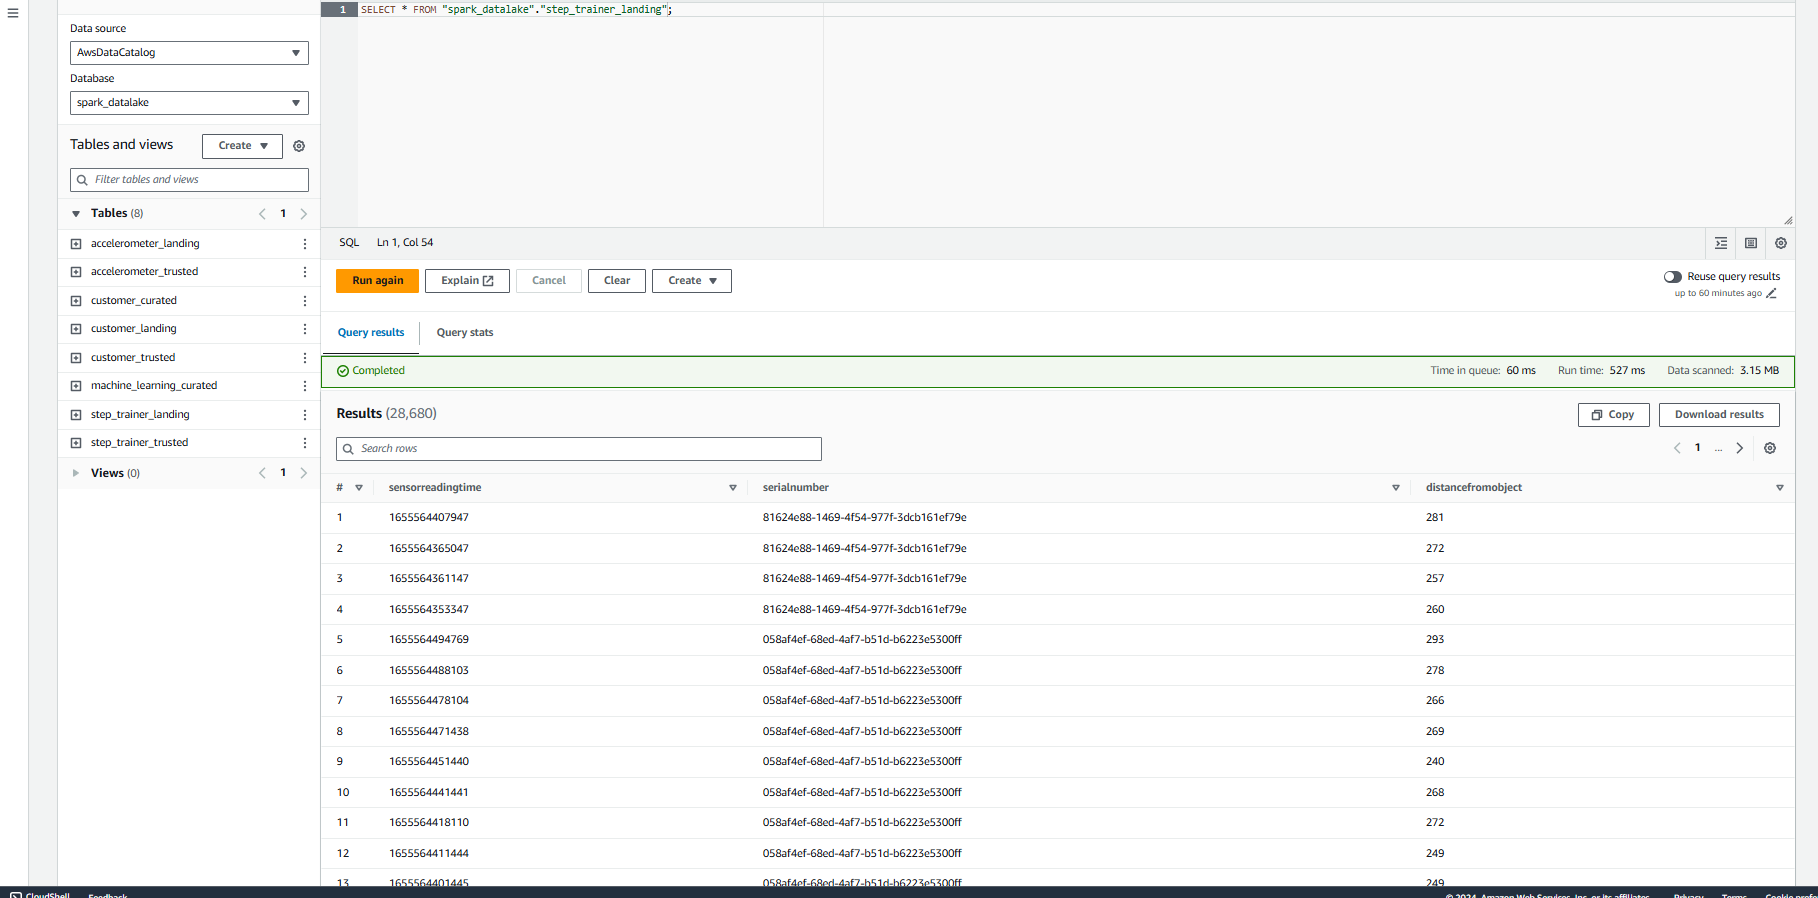 1 SELECT * FROM "spark_datalake"."step_trainer_landing";
Data source
AwsDataCatalog
Database
spark_datalake
Tables and views
Create
Filter tables and views
Tables (8)
1
accelerometer_landing
accelerometer_trusted
customer_curated
customer_landing
customer_trusted
machine_learning_curated
step_trainer_landing
step_trainer_trusted
Views (0)
1
SQL Ln 1, Col 54
Run again Explain Cancel Clear Create
Reuse query results
up to 60 minutes ago
Query results Query stats
Completed Time in queue: 60 ms Run time: 527 ms Data scanned: 3.15 MB
Results (28,680) Copy Download results
Search rows
1 ...
# sensorreadingtime serialnumber distancefromobject
1 1655564407947 81624e88-1469-4f54-977f-3dcb161ef79e 281
2 1655564365047 81624e88-1469-4f54-977f-3dcb161ef79e 272
3 1655564361147 81624e88-1469-4f54-977f-3dcb161ef79e 257
4 1655564353347 81624e88-1469-4f54-977f-3dcb161ef79e 260
5 1655564494769 058af4ef-68ed-4af7-b51d-b6223e5300ff 293
6 1655564488103 058af4ef-68ed-4af7-b51d-b6223e5300ff 278
7 1655564478104 058af4ef-68ed-4af7-b51d-b6223e5300ff 266
8 1655564471438 058af4ef-68ed-4af7-b51d-b6223e5300ff 269
9 1655564451440 058af4ef-68ed-4af7-b51d-b6223e5300ff 240
10 1655564441441 058af4ef-68ed-4af7-b51d-b6223e5300ff 268
11 1655564418110 058af4ef-68ed-4af7-b51d-b6223e5300ff 272
12 1655564411444 058af4ef-68ed-4af7-b51d-b6223e5300ff 249
13 1655564401445 058af4ef-68ed-4af7-b51d-b6223e5300ff 249
CloudShell Feedback © 2024, Amazon Web Services, Inc. or its affiliates. Privacy Terms Cookie prefe